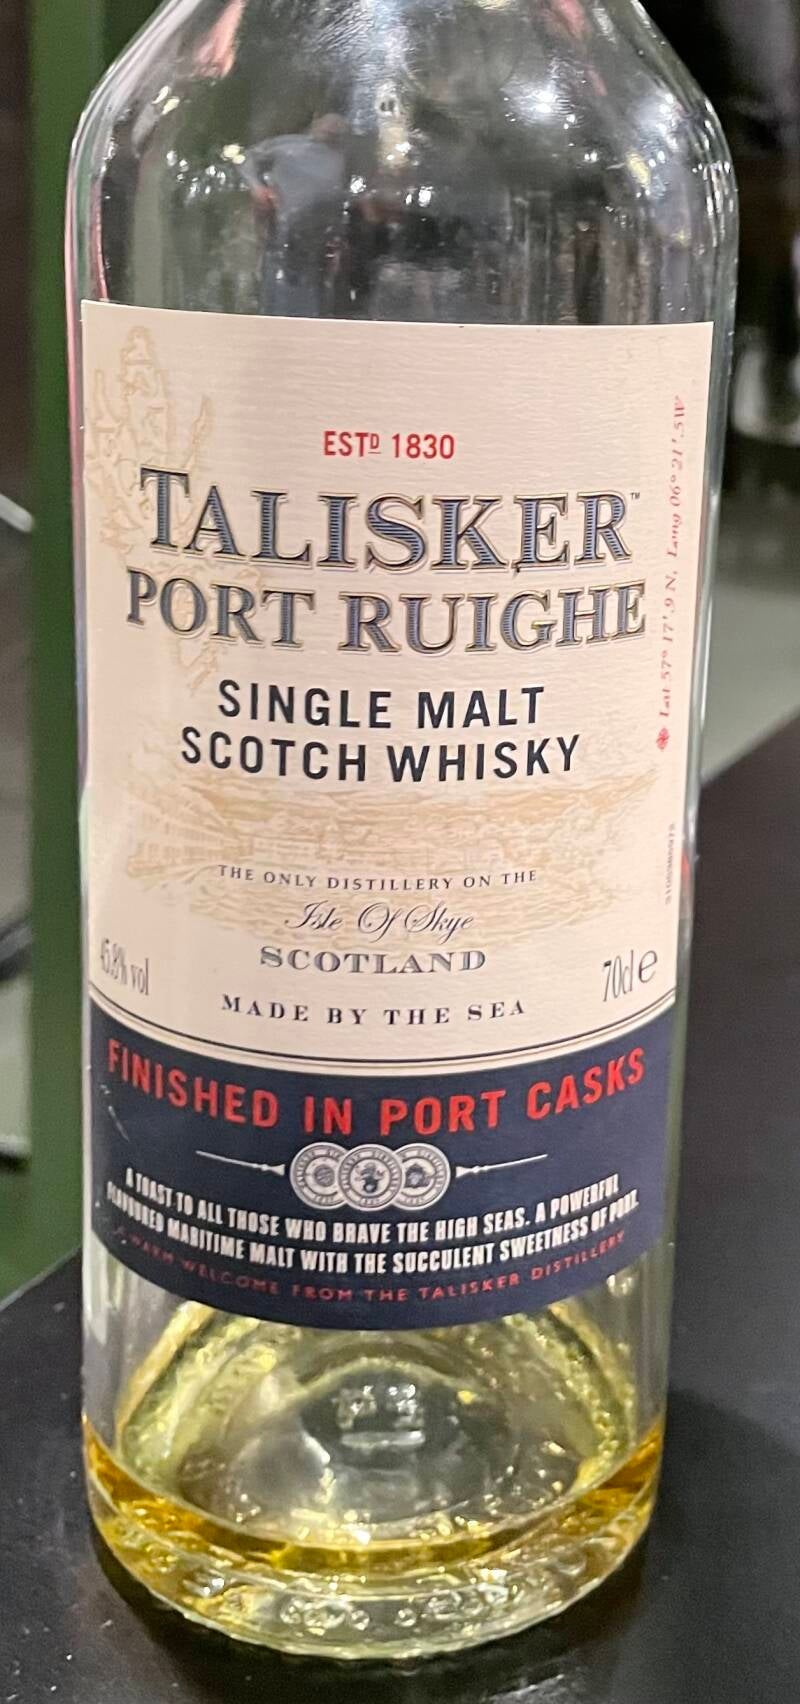 ESTD 1830
TALISKER™
PORT RUIGHE
SINGLE MALT
SCOTCH WHISKY
THE ONLY DISTILLERY ON THE
Isle Of Skye
SCOTLAND
45.8% vol
70cl e
MADE BY THE SEA
FINISHED IN PORT CASKS
A TOAST TO ALL THOSE WHO BRAVE THE HIGH SEAS. A POWERFUL
FLAVOURED MARITIME MALT WITH THE SUCCULENT SWEETNESS OF PORT.
A WARM WELCOME FROM THE TALISKER DISTILLERY
Lat 57° 17'.9 N, Long 06° 21'.5W